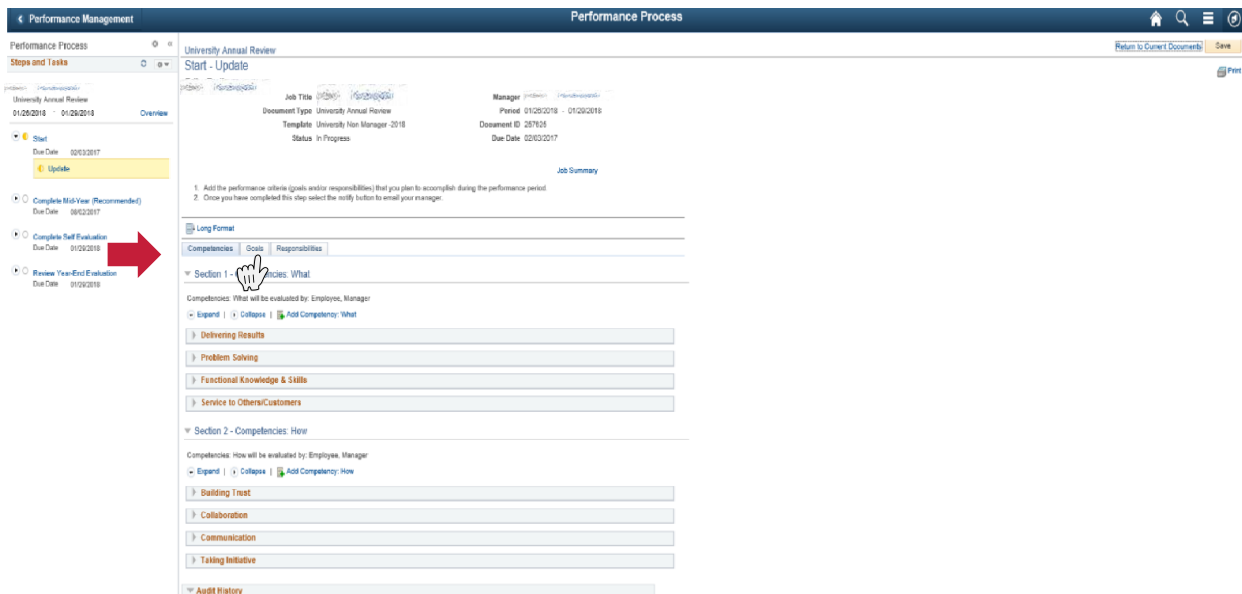 Performance Management
Performance Process
Performance Process
Steps and Tasks
University Annual Review
01/26/2018 - 01/29/2018 Overview
Start
Due Date 02/03/2017
Update
Complete Mid-Year (Recommended)
Due Date 06/02/2017
Complete Self Evaluation
Due Date 01/29/2018
Review Year-End Evaluation
Due Date 01/29/2018
University Annual Review
Return to Current Documents
Save
Start - Update
Print
Job Title
Manager
Document Type University Annual Review
Period 01/26/2018 - 01/29/2018
Template University Non Manager -2018
Document ID 257625
Status In Progress
Due Date 02/03/2017
Job Summary
1. Add the performance criteria (goals and/or responsibilities) that you plan to accomplish during the performance period
2. Once you have completed this step select the notify button to email your manager.
Long Format
Competencies Goals Responsibilities
Section 1 - Competencies: What
Competencies: What will be evaluated by: Employee, Manager
Expand | Collapse | Add Competency: What
Delivering Results
Problem Solving
Functional Knowledge & Skills
Service to Others/Customers
Section 2 - Competencies: How
Competencies: How will be evaluated by: Employee, Manager
Expand | Collapse | Add Competency: How
Building Trust
Collaboration
Communication
Taking Initiative
Audit History